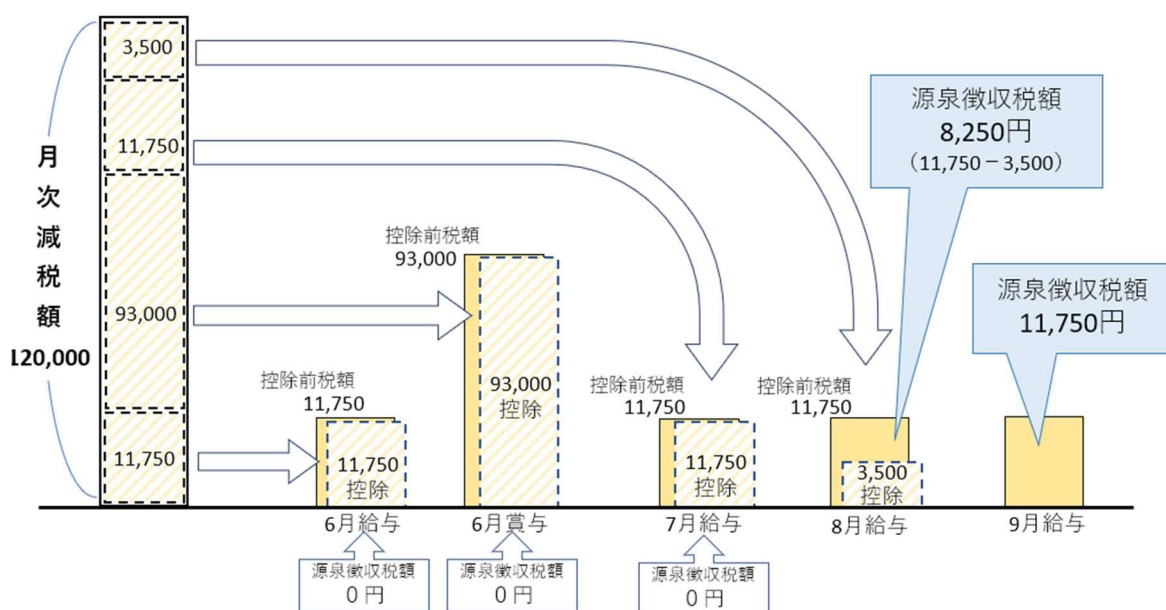 月次減税額
120,000
3,500
11,750
93,000
11,750
控除前税額
11,750
11,750
控除
6月給与
源泉徴収税額
0円
控除前税額
93,000
93,000
控除
6月賞与
源泉徴収税額
0円
控除前税額
11,750
11,750
控除
7月給与
源泉徴収税額
0円
控除前税額
11,750
3,500
控除
8月給与
源泉徴収税額
8,250円
（11,750－3,500）
源泉徴収税額
11,750円
9月給与